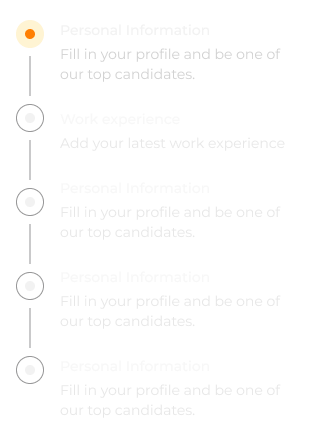 Personal Information
Fill in your profile and be one of
our top candidates.
Work experience
Add your latest work experience
Personal Information
Fill in your profile and be one of
our top candidates.
Personal Information
Fill in your profile and be one of
our top candidates.
Personal Information
Fill in your profile and be one of
our top candidates.